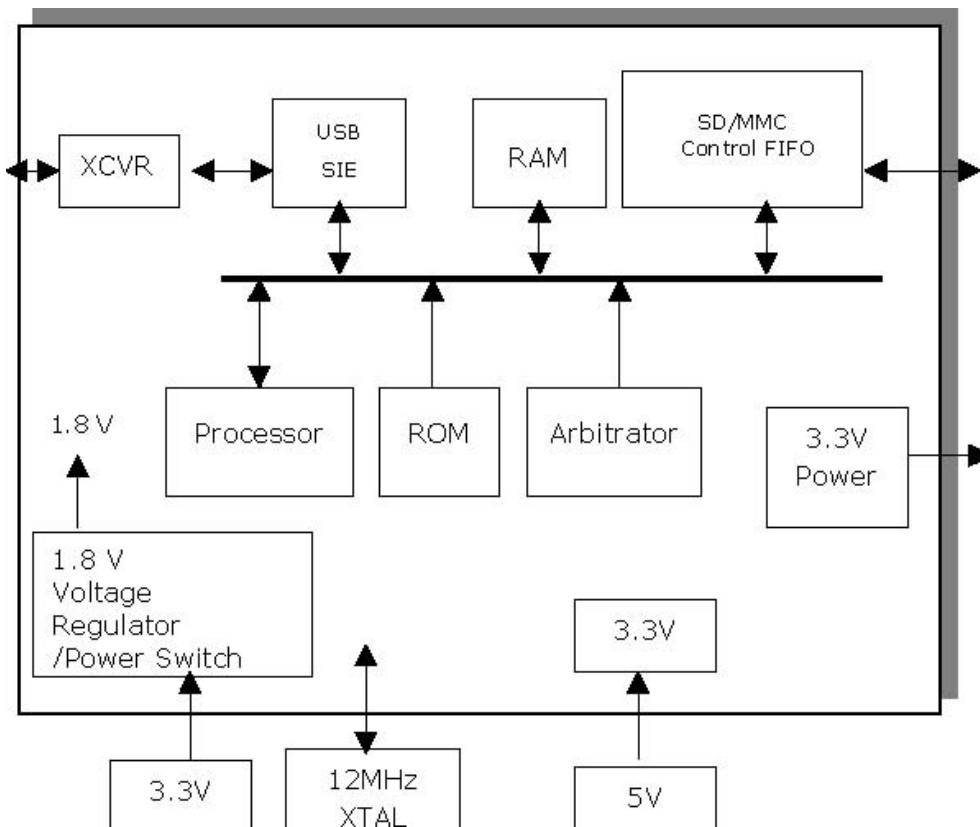 USB
SIE
XCVR
RAM
SD/MMC
Control FIFO
Processor
ROM
Arbitrator
3.3V
Power
1.8 V
1.8 V
Voltage
Regulator
/Power Switch
3.3V
3.3V
12MHz
XTAL
5V